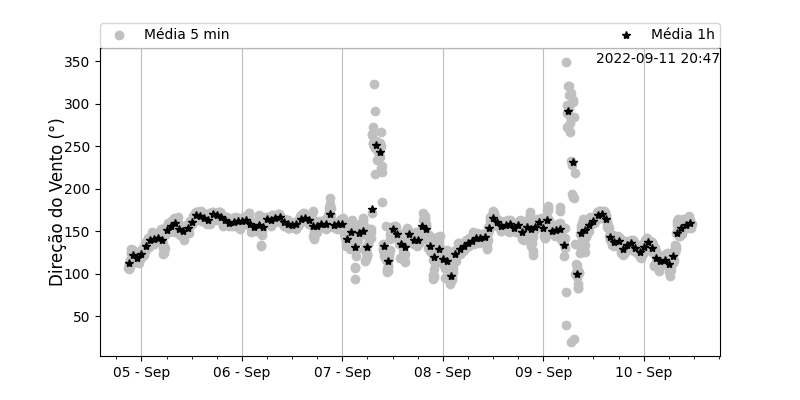 Média 5 min
Média 1h
2022-09-11 20:47
Direção do Vento (°)
350
300
250
200
150
100
50
05 - Sep
06 - Sep
07 - Sep
08 - Sep
09 - Sep
10 - Sep